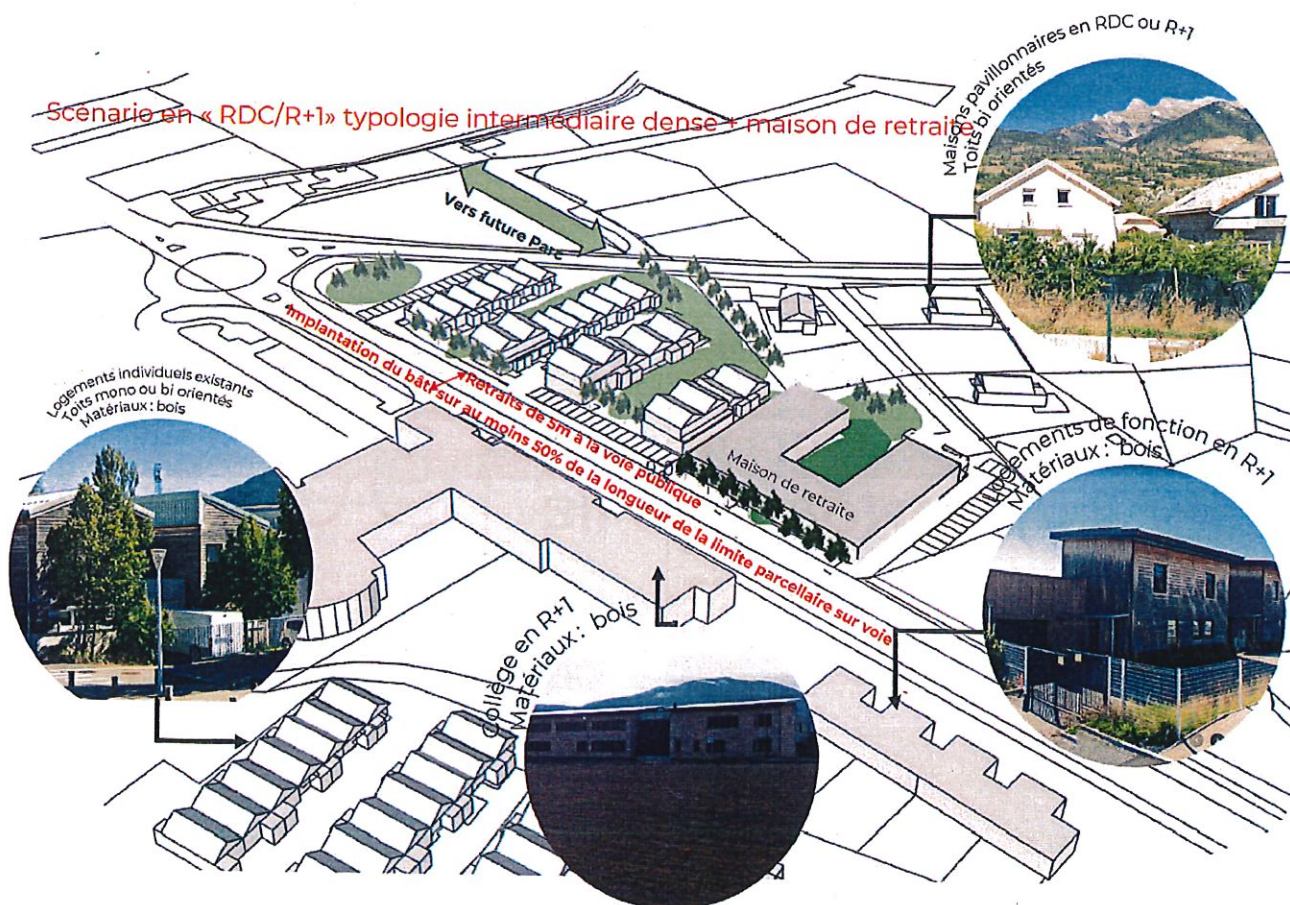 Maisons pavillonnaires en RDC ou R+1
Toits bi orientés
Scénario en « RDC/R+1» typologie intermédiaire dense + maison de retraite
Vers future Parc
Implantation du bâti sur au moins 50% de la longueur de la limite parcellaire sur voie
Retraits de 5m à la voie publique
Logements individuels existants
Toits mono ou bi orientés
Matériaux : bois
Maison de retraite
Logements de fonction en R+1
Matériaux : bois
Collège en R+1
Matériaux : bois